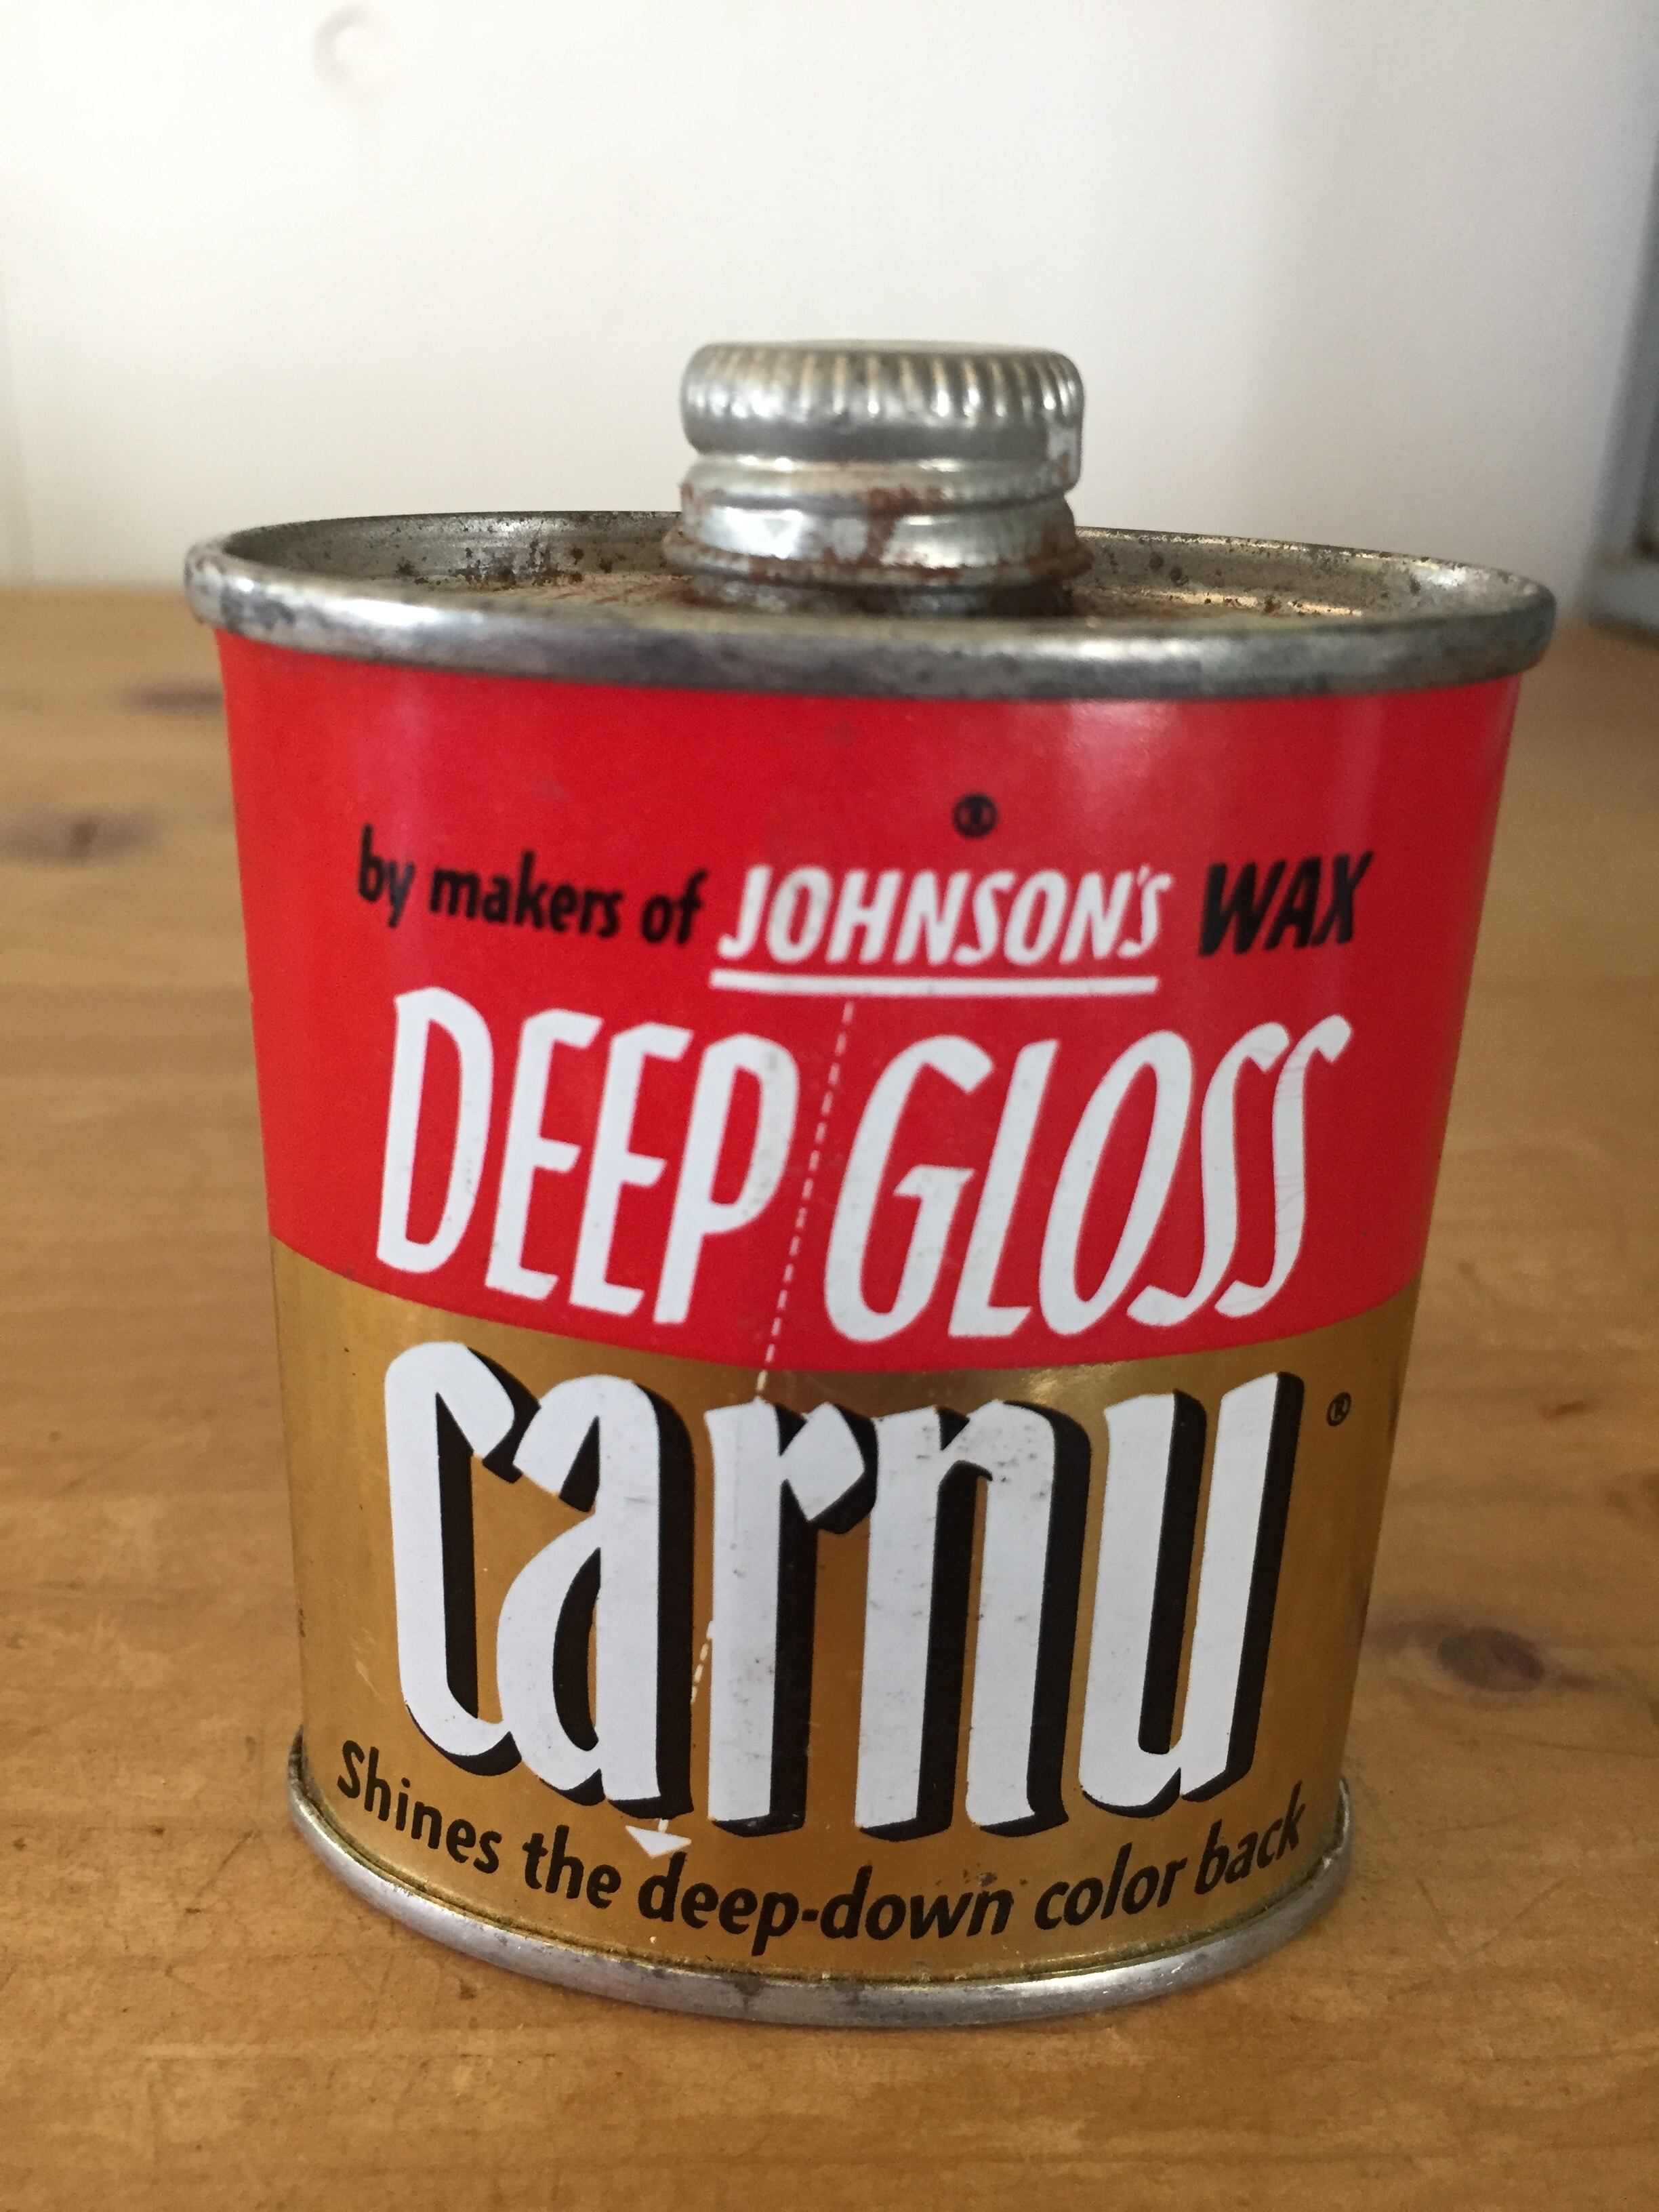 by makers of JOHNSON'S® WAX
DEEP GLOSS
carnu®
Shines the deep-down color back